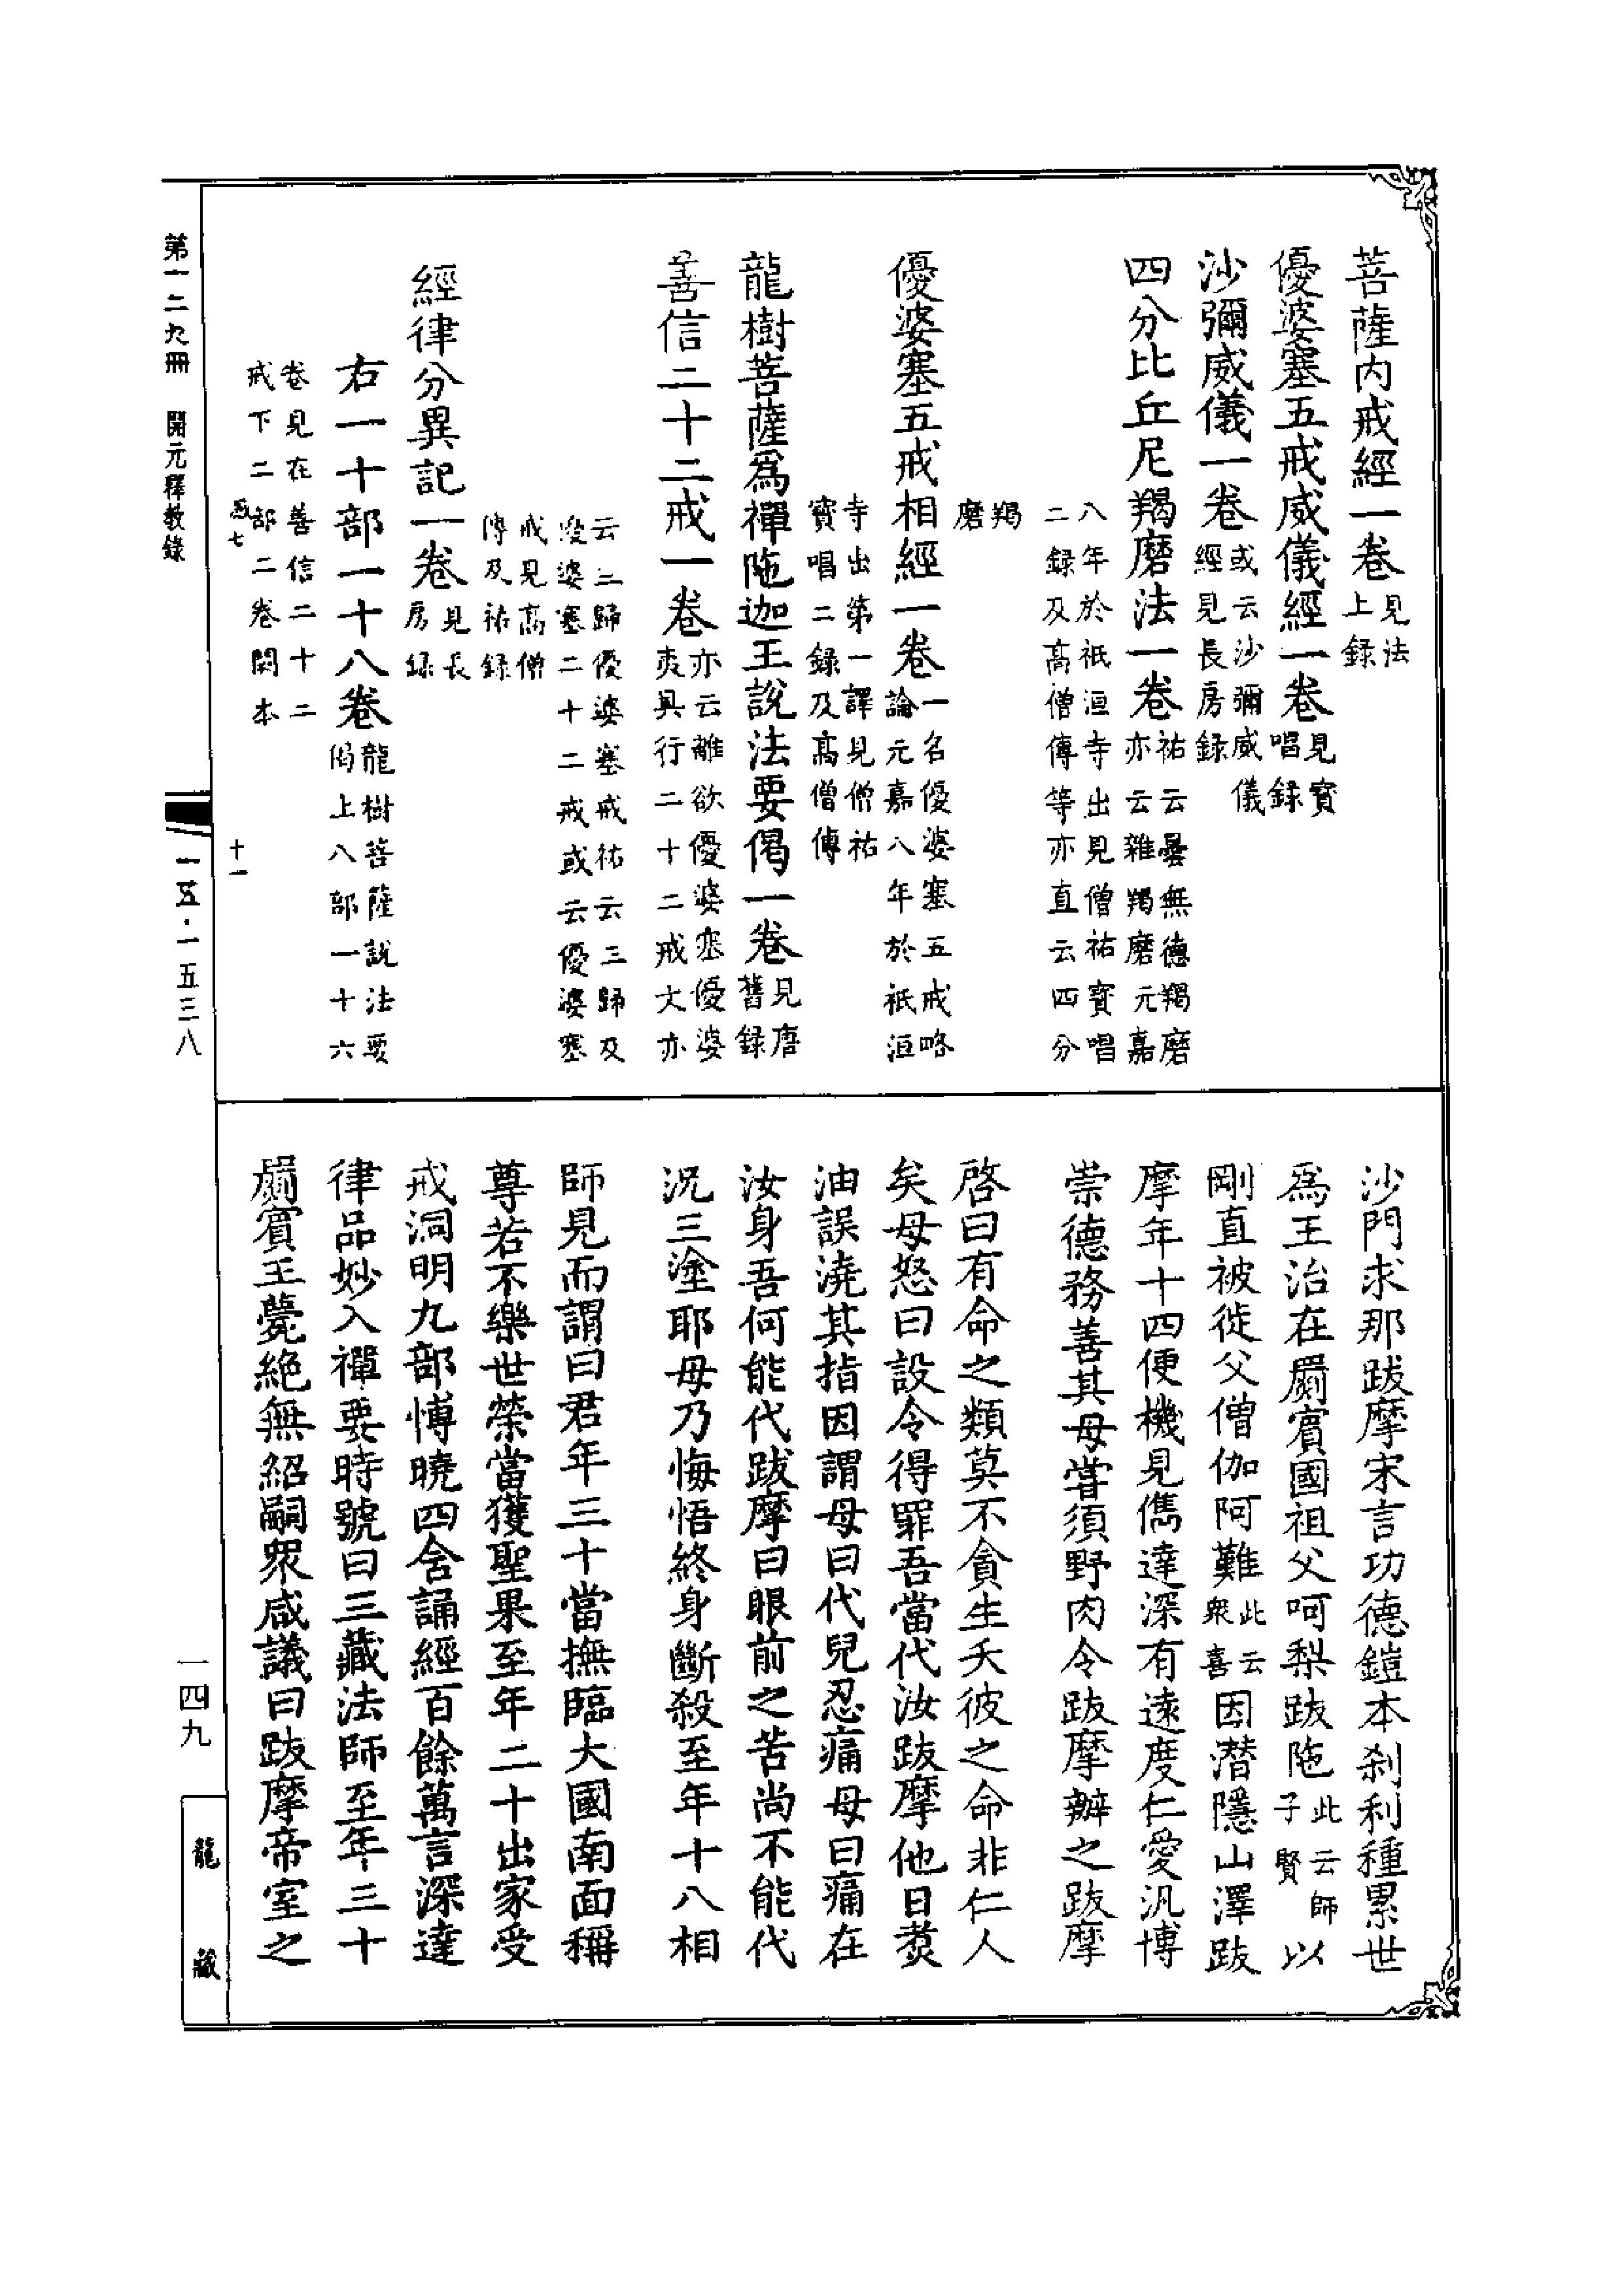 菩薩内戒經一卷見法上錄
優婆塞五戒威儀經一卷見寶唱錄
沙彌威儀一卷或云沙彌威儀經見長房録
四分比丘尼羯磨法一卷祐云曇無德羯磨亦云雜羯磨元嘉
八年於祇洹寺出見僧祐寶唱二録及髙僧傳等亦直云四分
羯磨
優婆塞五戒相經一卷一名優婆塞五戒略論元嘉八年於祇洹
寺出第一譯見僧祐寶唱二録及髙僧傳
龍樹菩薩爲禪陁迦王說法要偈一卷見唐舊録
善信二十二戒一卷亦云離欲優婆塞優婆夷具行二十二戒文亦
云三歸優婆塞戒祐云三歸及優婆塞二十二戒或云優婆塞
戒見髙僧傳及祐録
經律分異記一卷見長房録
右一十部一十八卷龍樹菩薩說法要偈上八部一十六
卷見在善信二十二戒下二部二卷闕本
沙門求那跋摩宋言功德鎧本刹利種累世
爲王治在罽賓國祖父呵梨跋陁此云師子賢以
剛直被徙父僧伽阿難此云衆喜因潜隱山澤跋
摩年十四便機見儁達深有遠度仁愛汎博
崇德務善其母嘗須野肉令跋摩辦之跋摩
啓曰有命之類莫不貪生夭彼之命非仁人
矣母怒曰設令得罪吾當代汝跋摩他日煑
油誤澆其指因謂母曰代兒忍痛母曰痛在
汝身吾何能代跋摩曰眼前之苦尚不能代
況三塗耶母乃悔悟終身斷殺至年十八相
師見而謂曰君年三十當撫臨大國南面稱
尊若不樂世榮當獲聖果至年二十出家受
戒洞明九部博曉四含誦經百餘萬言深達
律品妙入禪要時號曰三藏法師至年三十
罽賓王薨絶無紹嗣衆咸議曰跋摩帝室之
第一二九冊 開元釋教錄
十一
一五·一五三八
一四九
龍藏